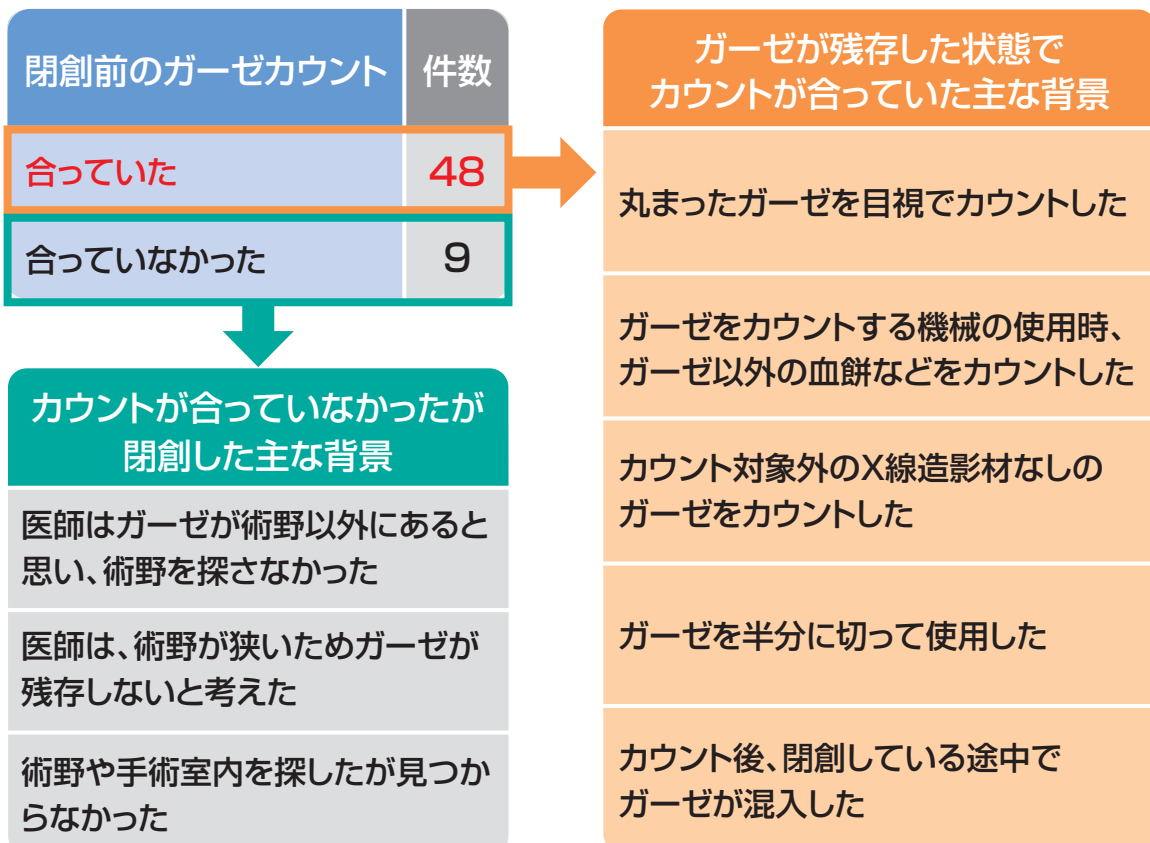 閉創前のガーゼカウント 件数
合っていた 48
合っていなかった 9
カウントが合っていなかったが
閉創した主な背景
医師はガーゼが術野以外にあると
思い、術野を探さなかった
医師は、術野が狭いためガーゼが
残存しないと考えた
術野や手術室内を探したが見つか
らなかった
ガーゼが残存した状態で
カウントが合っていた主な背景
丸まったガーゼを目視でカウントした
ガーゼをカウントする機械の使用時、
ガーゼ以外の血餅などをカウントした
カウント対象外のX線造影材なしの
ガーゼをカウントした
ガーゼを半分に切って使用した
カウント後、閉創している途中で
ガーゼが混入した